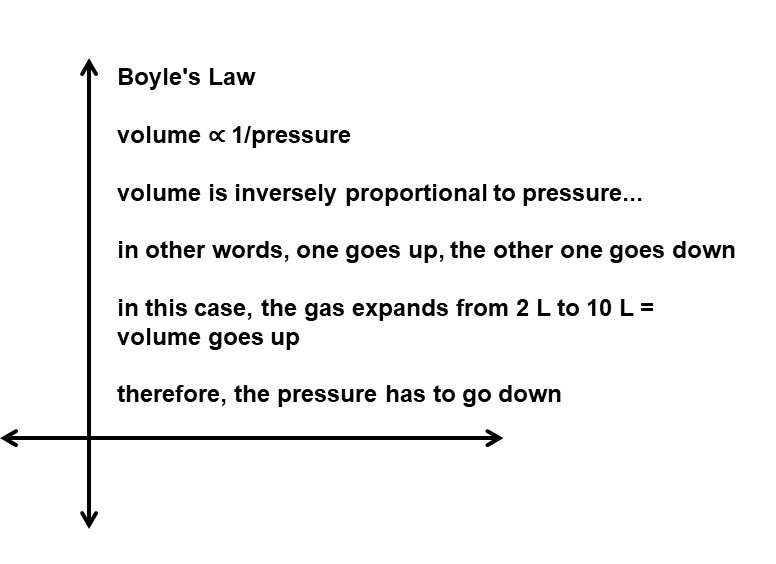 Boyle's Law
volume ∝ 1/pressure
volume is inversely proportional to pressure...
in other words, one goes up, the other one goes down
in this case, the gas expands from 2 L to 10 L =
volume goes up
therefore, the pressure has to go down